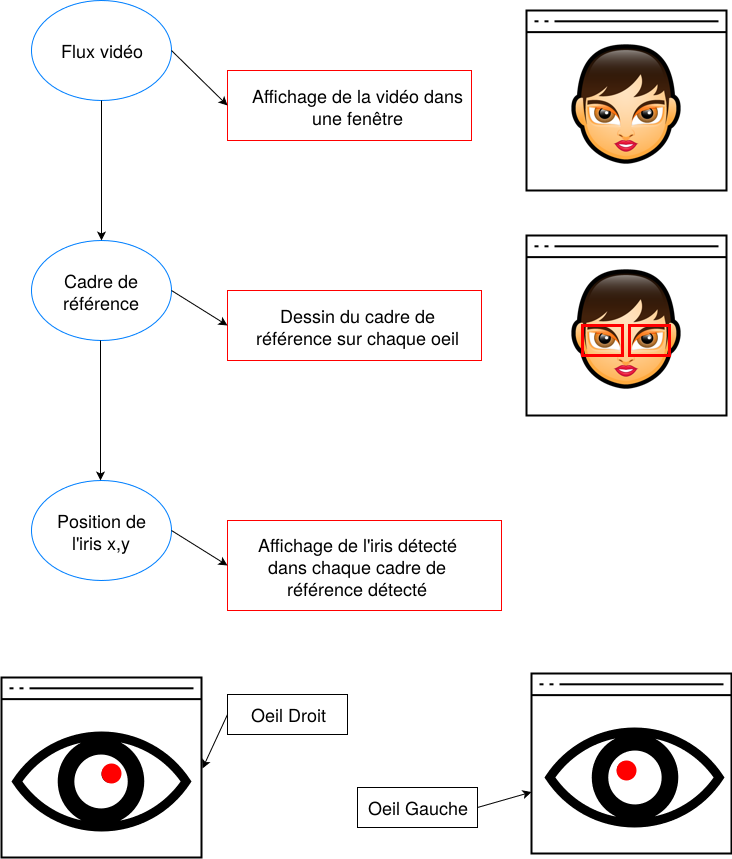 Flux vidéo
Affichage de la vidéo dans
une fenêtre
Cadre de
référence
Dessin du cadre de
référence sur chaque oeil
Position de
l'iris x,y
Affichage de l'iris détecté
dans chaque cadre de
référence détecté
Oeil Droit
Oeil Gauche